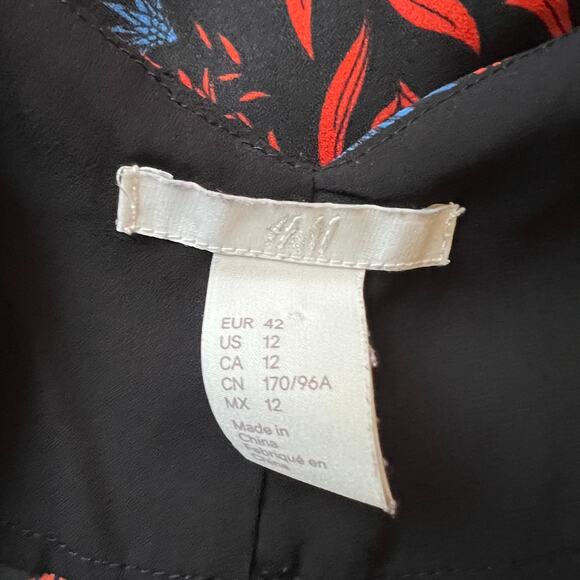 H&M
EUR 42
US 12
CA 12
CN 170/96A
MX 12
Made in
China
Fabriqué en
Chine